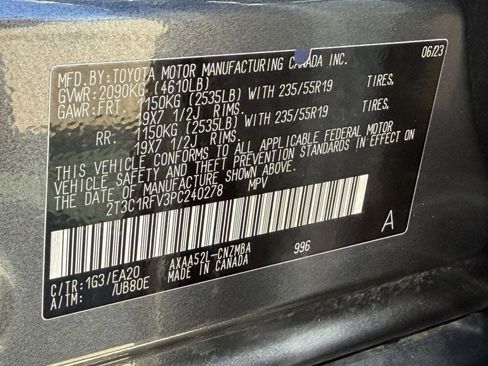 MFD.BY:TOYOTA MOTOR MANUFACTURING CANADA INC. 06/23
GVWR:2090KG (4610LB)
GAWR:FRT. 1150KG (2535LB) WITH 235/55R19 TIRES,
19X7 1/2J RIMS.
RR: 1150KG (2535LB) WITH 235/55R19 TIRES,
19X7 1/2J RIMS.
THIS VEHICLE CONFORMS TO ALL APPLICABLE FEDERAL MOTOR
VEHICLE SAFETY AND THEFT PREVENTION STANDARDS IN EFFECT ON
THE DATE OF MANUFACTURE SHOWN ABOVE.
2T3C1RFV3PC240278 MPV
A
C/TR:1G3/EA20 AXAA52L-CNZMBA 996
A/TM: /UB80E MADE IN CANADA